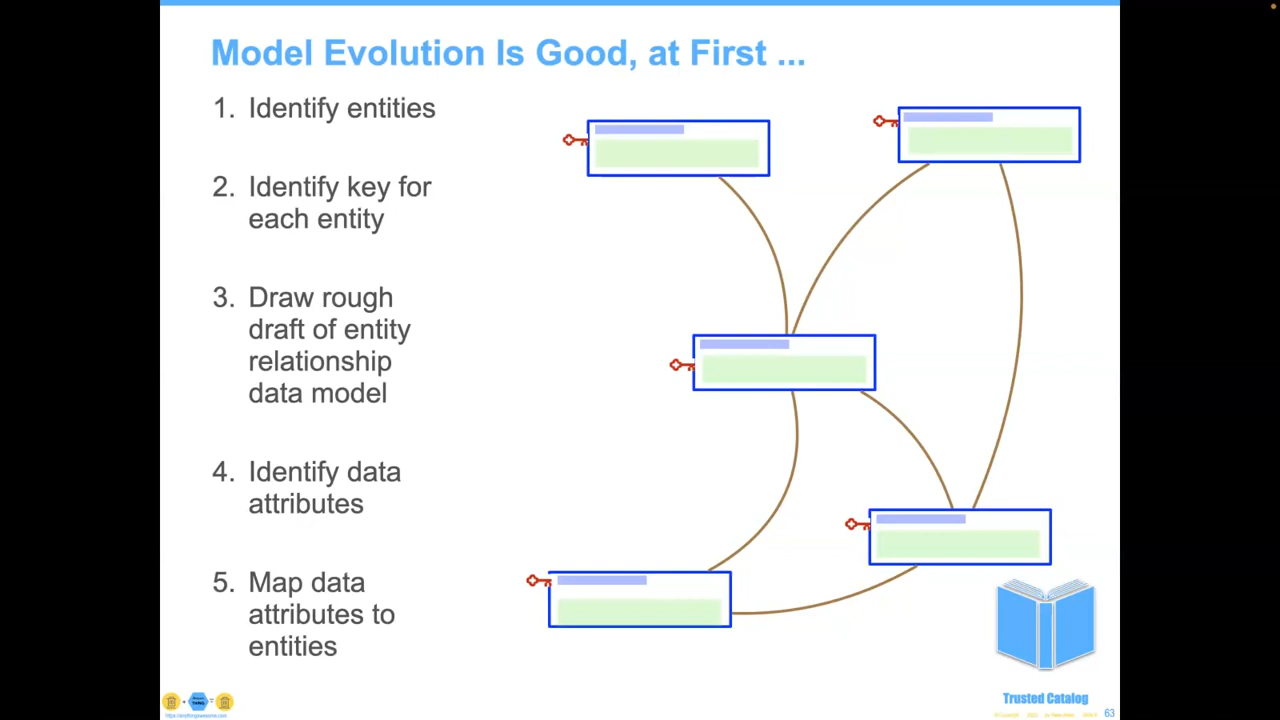 Model Evolution Is Good, at First ...
1. Identify entities
2. Identify key for
each entity
3. Draw rough
draft of entity
relationship
data model
4. Identify data
attributes
5. Map data
attributes to
entities
Trusted Catalog
63